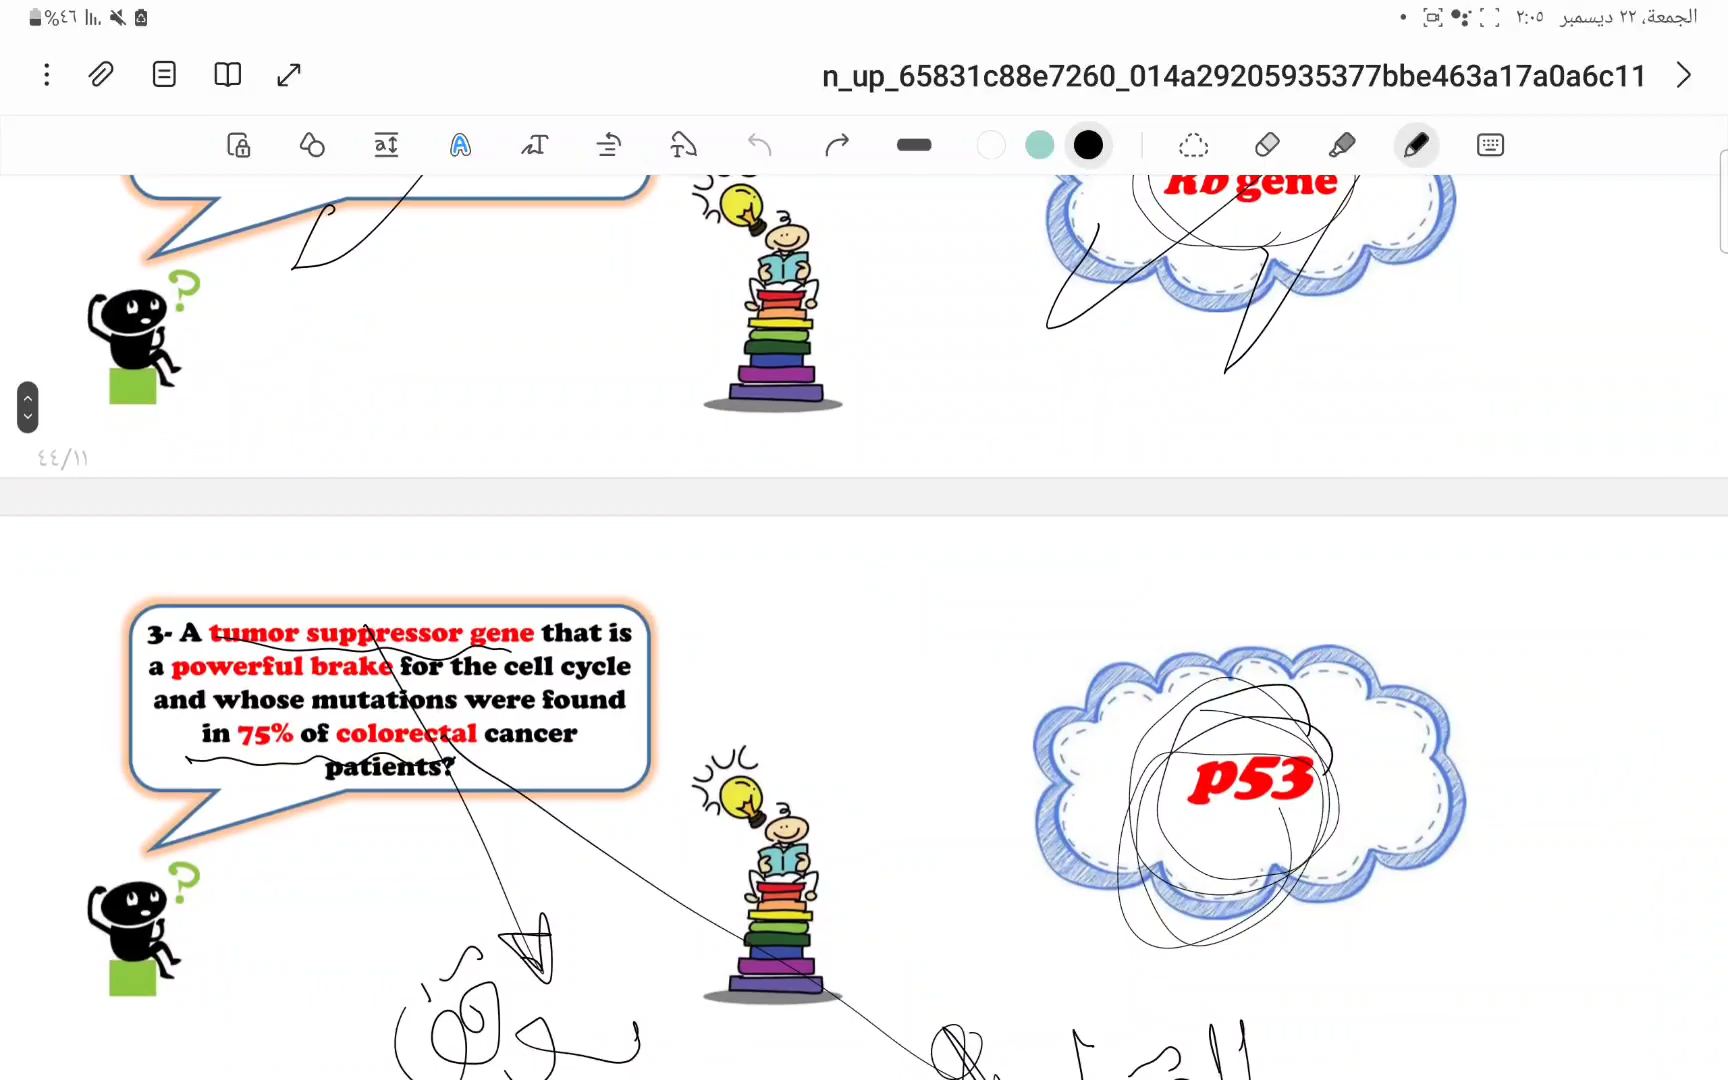 %٤٦
الجمعة، ٢٢ ديسمبر ٢:٠٥
n_up_65831c88e7260_014a29205935377bbe463a17a0a6c11
Rb gene
٤٤/١١
3- A tumor suppressor gene that is
a powerful brake for the cell cycle
and whose mutations were found
in 75% of colorectal cancer
patients?
p53